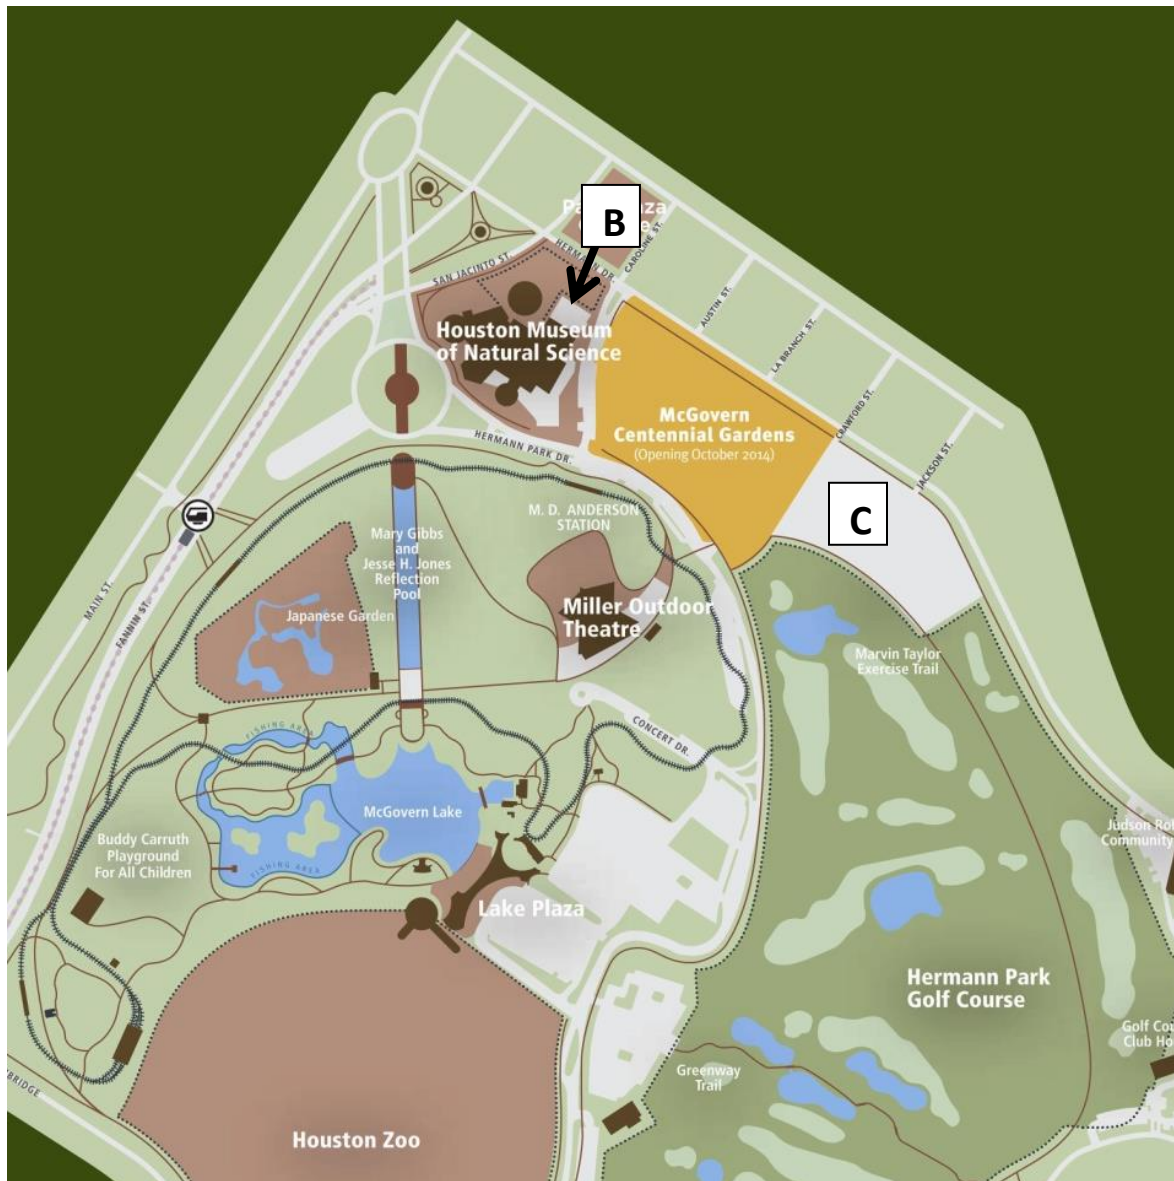 B
HERMANN DR.
CAROLINE ST.
SAN JACINTO ST.
AUSTIN ST.
Houston Museum
of Natural Science
LA BRANCH ST.
McGovern
Centennial Gardens
(Opening October 2014)
CRAWFORD ST.
HERMANN PARK DR.
JACKSON ST.
C
M. D. ANDERSON
STATION
Mary Gibbs
and
Jesse H. Jones
Reflection
Pool
MAIN ST.
FANNIN ST.
Japanese Garden
Miller Outdoor
Theatre
Marvin Taylor
Exercise Trail
FISHING AREA
CONCERT DR.
McGovern Lake
Buddy Carruth
Playground
For All Children
FISHING AREA
Judson
Community
Lake Plaza
Hermann Park
Golf Course
Golf
Club
Greenway
Trail
Houston Zoo